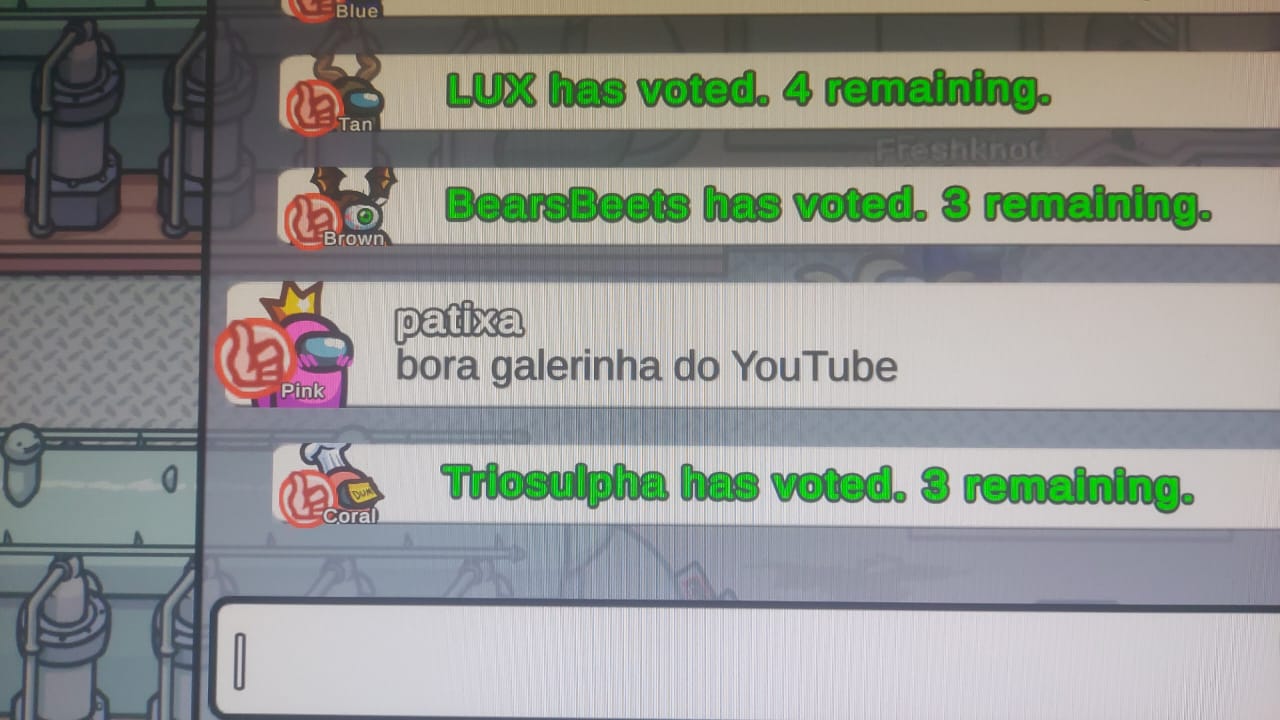 Blue
LUX has voted. 4 remaining.
Tan
Freshknot
BearsBeets has voted. 3 remaining.
Brown
patixa
bora galerinha do YouTube
Pink
Triosulpha has voted. 3 remaining.
DUM
Coral